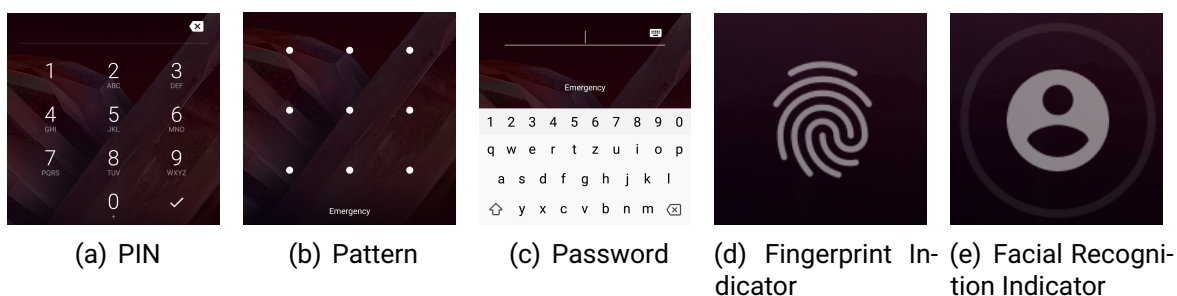 1 2 3
ABC DEF
4 5 6
GHI JKL MNO
7 8 9
PQRS TUV WXYZ
0
+
Emergency
Emergency
1 2 3 4 5 6 7 8 9 0
q w e r t z u i o p
a s d f g h j k l
y x c v b n m
(a) PIN
(b) Pattern
(c) Password
(d) Fingerprint In-
dicator
(e) Facial Recogni-
tion Indicator